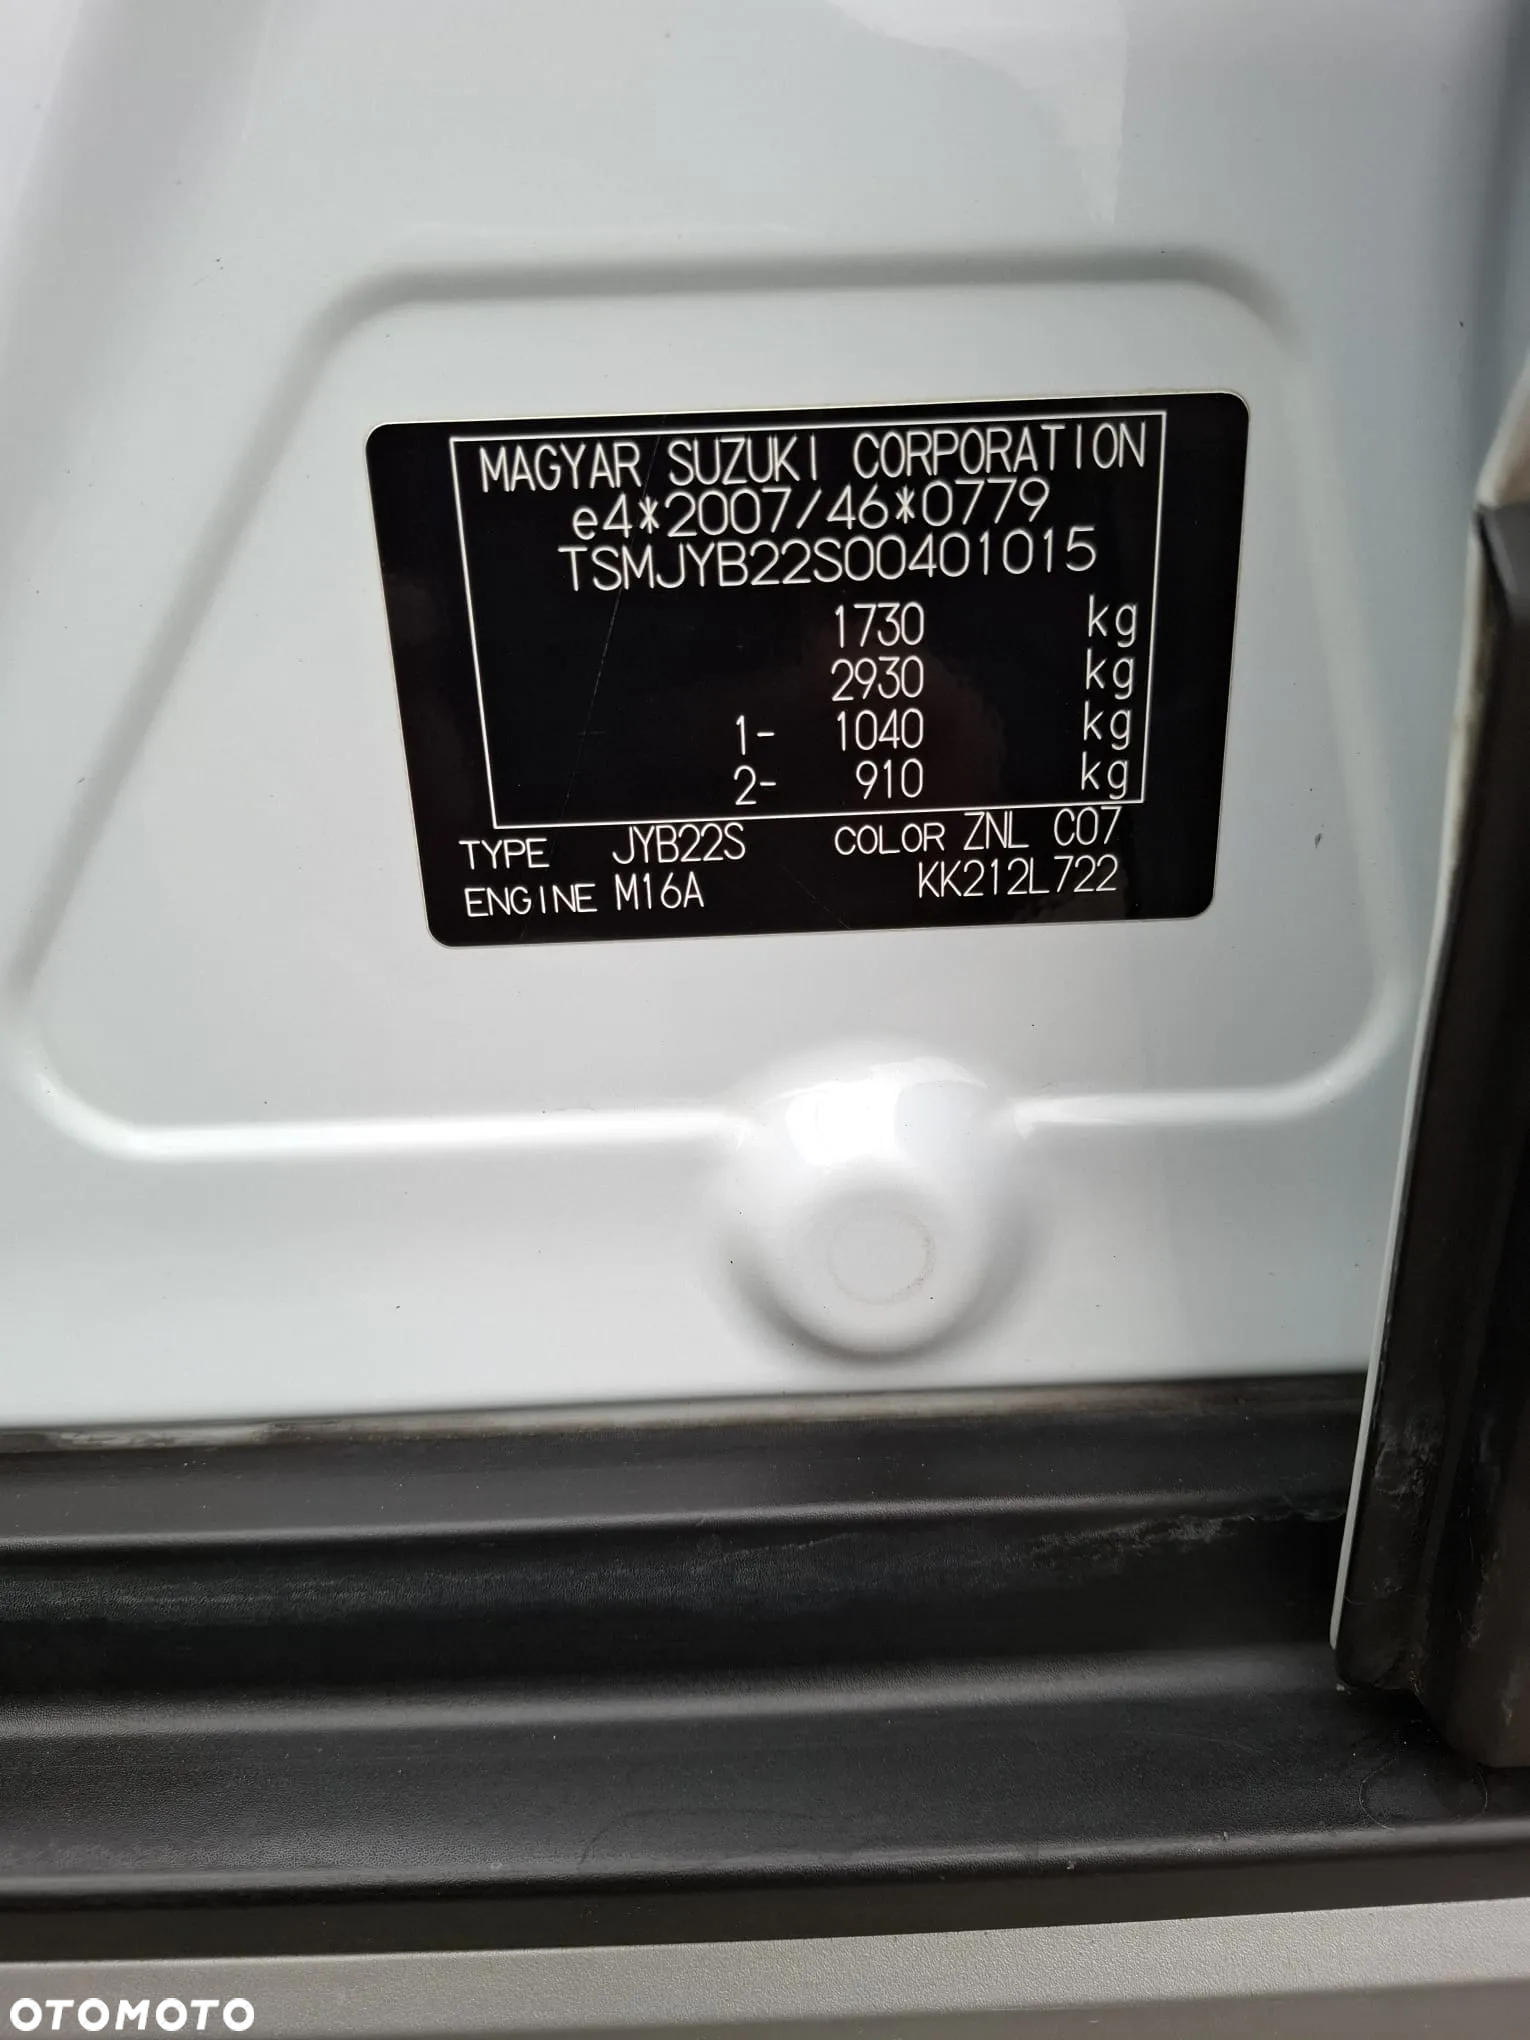 MAGYAR SUZUKI CORPORATION
e4*2007/46*0779
TSMJYB22S00401015
1730 kg
2930 kg
1- 1040 kg
2- 910 kg
TYPE JYB22S COLOR ZNL C07
ENGINE M16A KK212L722
OTOMOTO